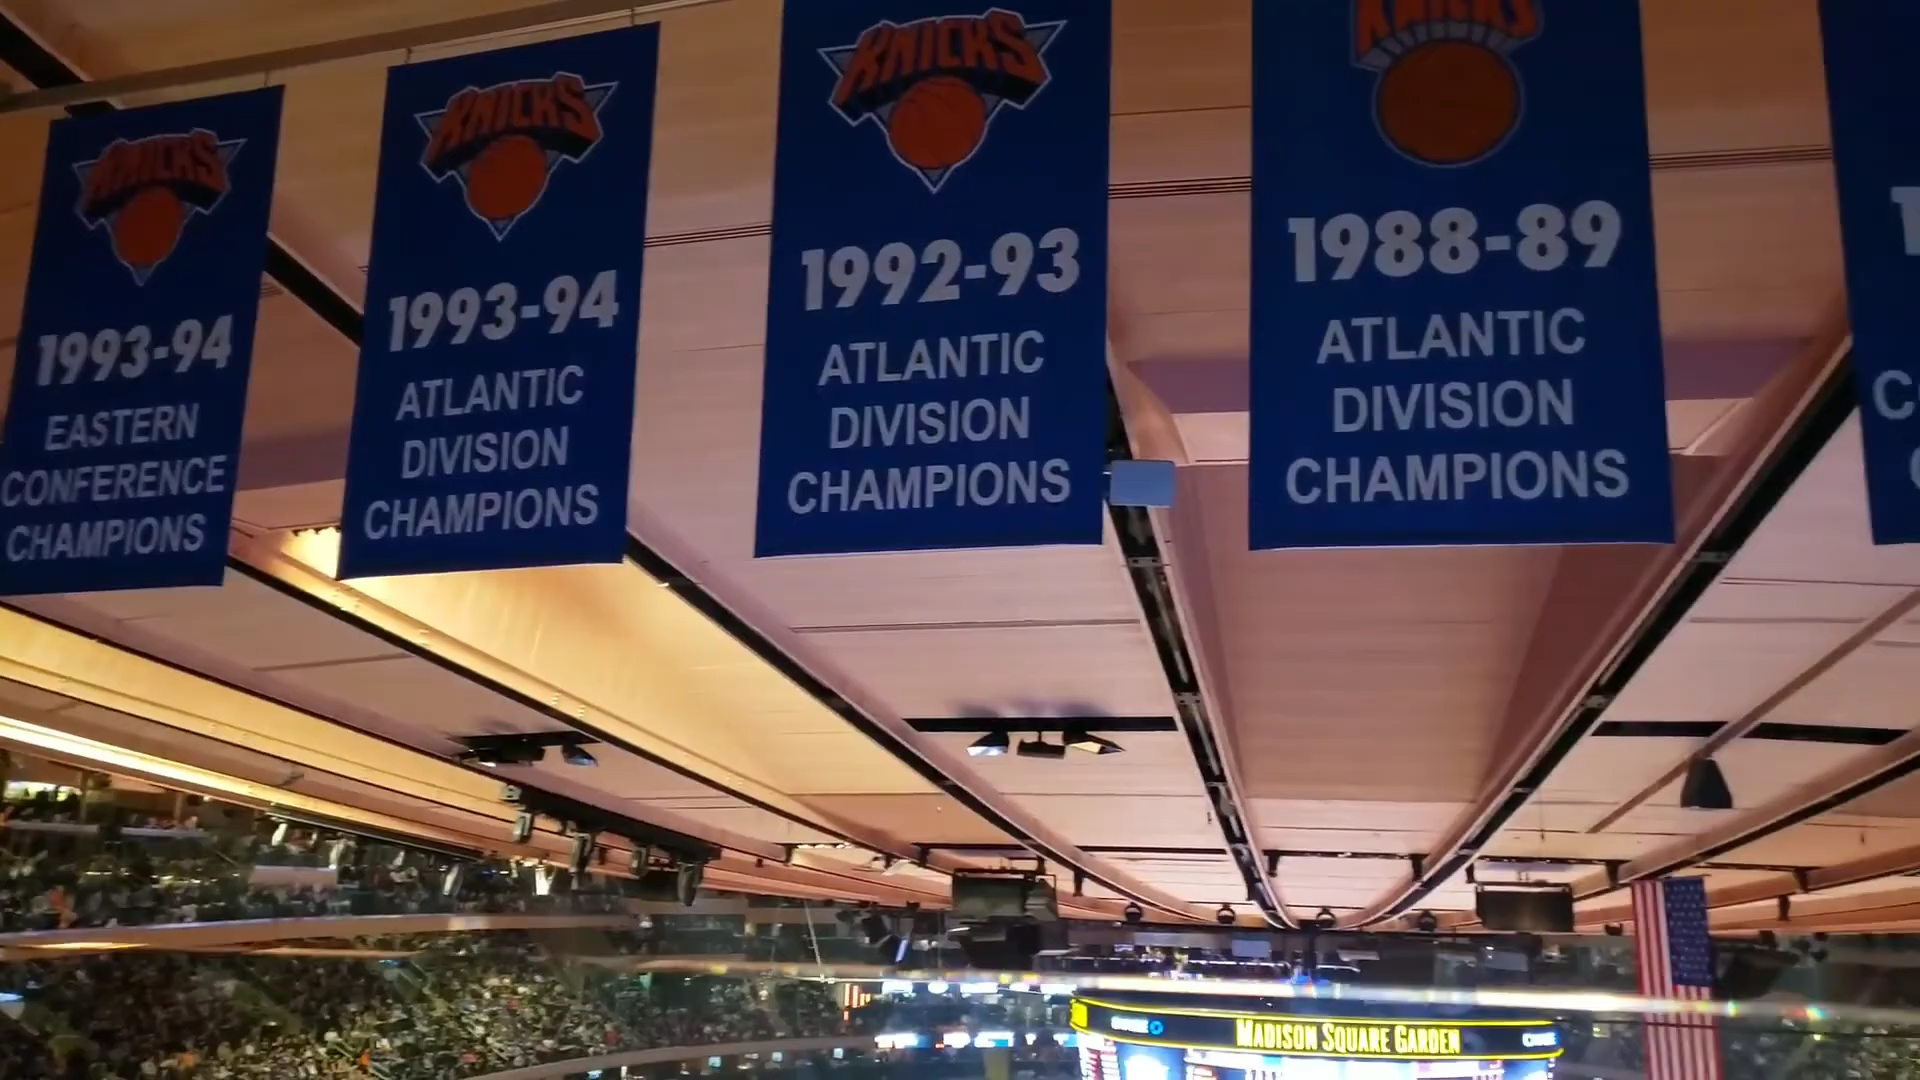 KNICKS
1993-94
EASTERN
CONFERENCE
CHAMPIONS
KNICKS
1993-94
ATLANTIC
DIVISION
CHAMPIONS
KNICKS
1992-93
ATLANTIC
DIVISION
CHAMPIONS
KNICKS
1988-89
ATLANTIC
DIVISION
CHAMPIONS
MADISON SQUARE GARDEN